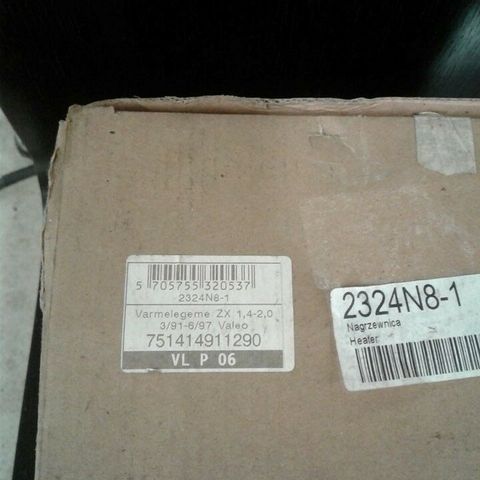 5 705755 320537
2324N8-1
Varmelegeme ZX 1,4-2,0
3/91-6/97 Valeo
751414911290
VL P 06
2324N8-1
Nagrzewnica
Heater